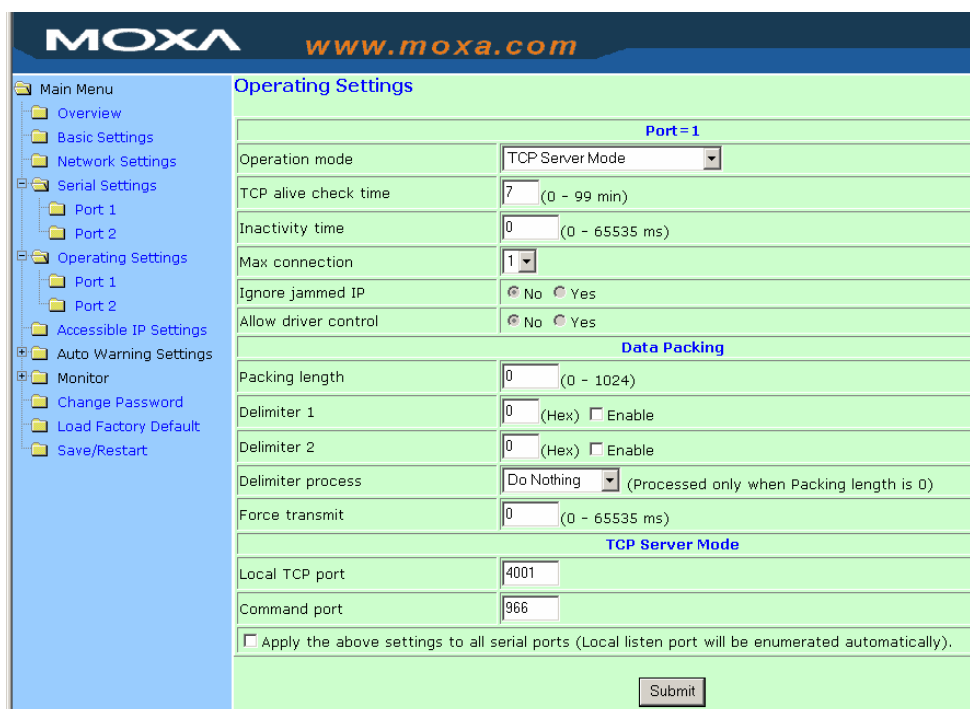 MOXA www.moxa.com
Main Menu
Overview
Basic Settings
Network Settings
Serial Settings
Port 1
Port 2
Operating Settings
Port 1
Port 2
Accessible IP Settings
Auto Warning Settings
Monitor
Change Password
Load Factory Default
Save/Restart
Operating Settings
Port=1
Operation mode TCP Server Mode
TCP alive check time 7 (0 - 99 min)
Inactivity time 0 (0 - 65535 ms)
Max connection 1
Ignore jammed IP No Yes
Allow driver control No Yes
Data Packing
Packing length 0 (0 - 1024)
Delimiter 1 0 (Hex) Enable
Delimiter 2 0 (Hex) Enable
Delimiter process Do Nothing (Processed only when Packing length is 0)
Force transmit 0 (0 - 65535 ms)
TCP Server Mode
Local TCP port 4001
Command port 966
Apply the above settings to all serial ports (Local listen port will be enumerated automatically).
Submit